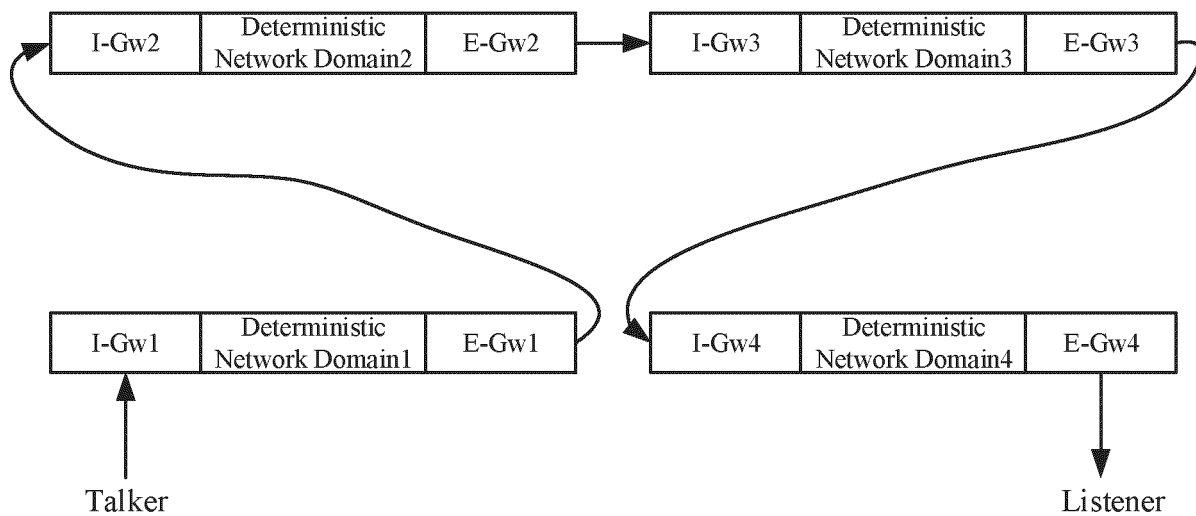 I-Gw2
Deterministic
Network Domain2
E-Gw2
I-Gw3
Deterministic
Network Domain3
E-Gw3
I-Gw1
Deterministic
Network Domain1
E-Gw1
I-Gw4
Deterministic
Network Domain4
E-Gw4
Talker
Listener